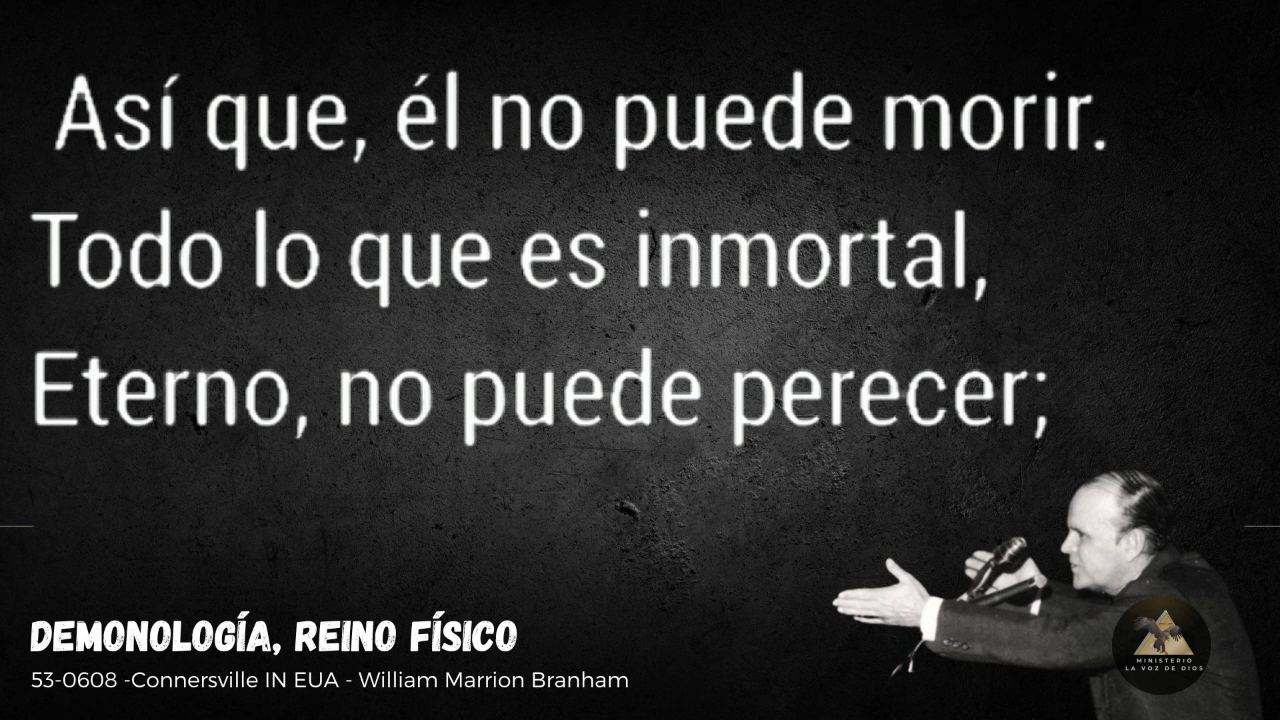 Así que, él no puede morir.
Todo lo que es inmortal,
Eterno, no puede perecer;
DEMONOLOGÍA, REINO FÍSICO
53-0608 -Connersville IN EUA - William Marrion Branham
MINISTERIO
LA VOZ DE DIOS